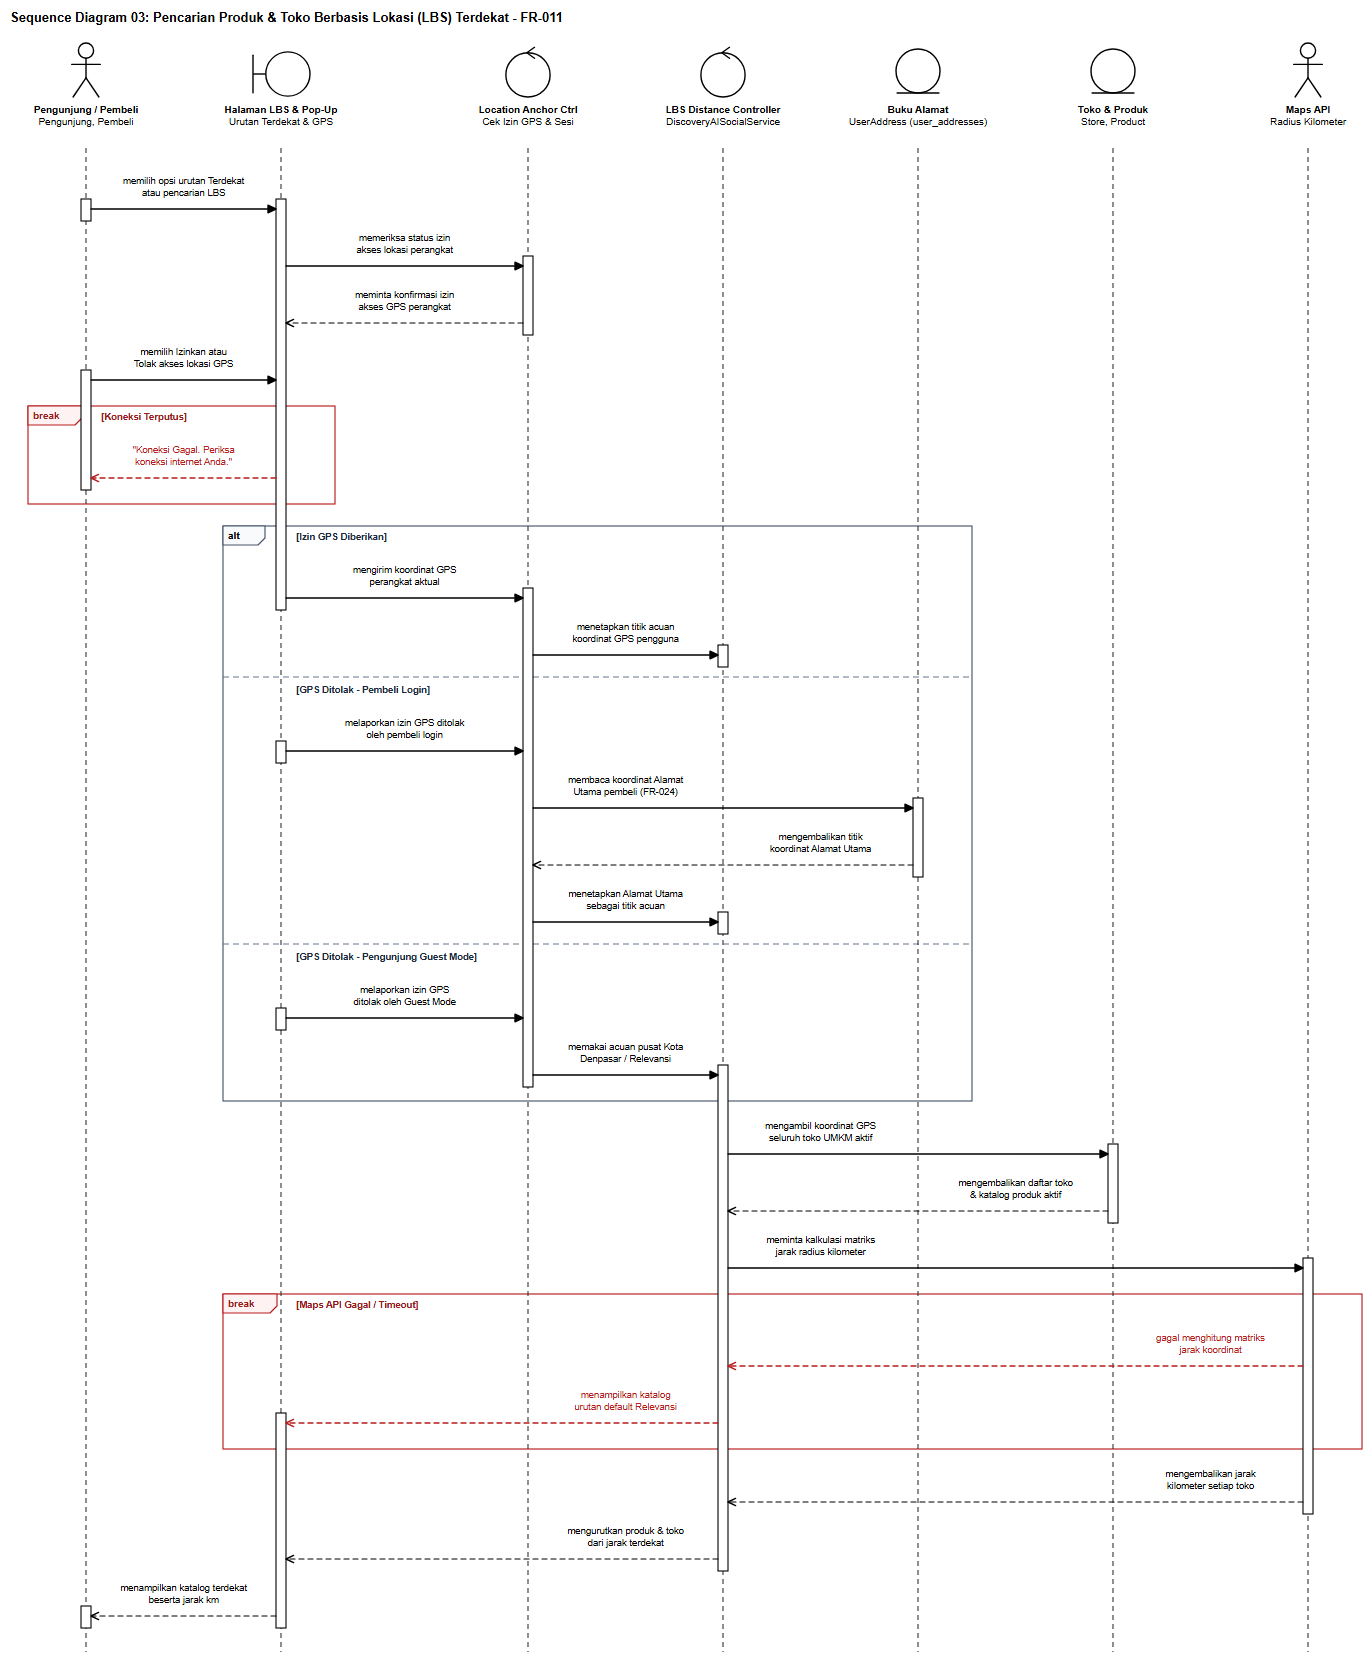 Sequence Diagram 03: Pencarian Produk & Toko Berbasis Lokasi (LBS) Terdekat - FR-011
Pengunjung / Pembeli
Pengunjung, Pembeli
Halaman LBS & Pop-Up
Urutan Terdekat & GPS
Location Anchor Ctrl
Cek Izin GPS & Sesi
LBS Distance Controller
DiscoveryAISocialService
Buku Alamat
UserAddress (user_addresses)
Toko & Produk
Store, Product
Maps API
Radius Kilometer
memilih opsi urutan Terdekat
atau pencarian LBS
memeriksa status izin
akses lokasi perangkat
meminta konfirmasi izin
akses GPS perangkat
memilih Izinkan atau
Tolak akses lokasi GPS
break
[Koneksi Terputus]
"Koneksi Gagal. Periksa
koneksi internet Anda."
alt
[Izin GPS Diberikan]
mengirim koordinat GPS
perangkat aktual
menetapkan titik acuan
koordinat GPS pengguna
[GPS Ditolak - Pembeli Login]
melaporkan izin GPS ditolak
oleh pembeli login
membaca koordinat Alamat
Utama pembeli (FR-024)
mengembalikan titik
koordinat Alamat Utama
menetapkan Alamat Utama
sebagai titik acuan
[GPS Ditolak - Pengunjung Guest Mode]
melaporkan izin GPS
ditolak oleh Guest Mode
memakai acuan pusat Kota
Denpasar / Relevansi
mengambil koordinat GPS
seluruh toko UMKM aktif
mengembalikan daftar toko
& katalog produk aktif
meminta kalkulasi matriks
jarak radius kilometer
break
[Maps API Gagal / Timeout]
gagal menghitung matriks
jarak koordinat
menampilkan katalog
urutan default Relevansi
mengembalikan jarak
kilometer setiap toko
mengurutkan produk & toko
dari jarak terdekat
menampilkan katalog terdekat
beserta jarak km